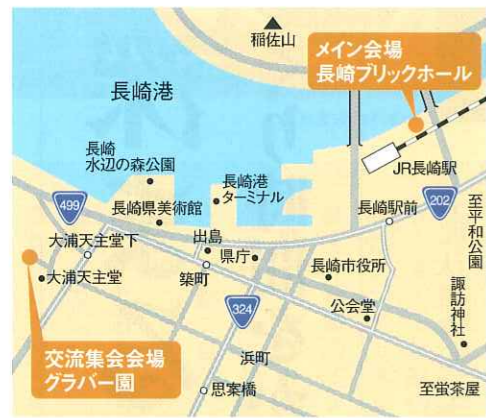 稲佐山
メイン会場
長崎ブリックホール
長崎港
JR長崎駅
長崎
水辺の森公園
長崎港
ターミナル
202
499
長崎県美術館
長崎駅前
至平和公園
大浦天主堂下
出島
県庁
大浦天主堂
築町
長崎市役所
324
公会堂
諏訪神社
交流集会会場
グラバー園
浜町
思案橋
至蛍茶屋